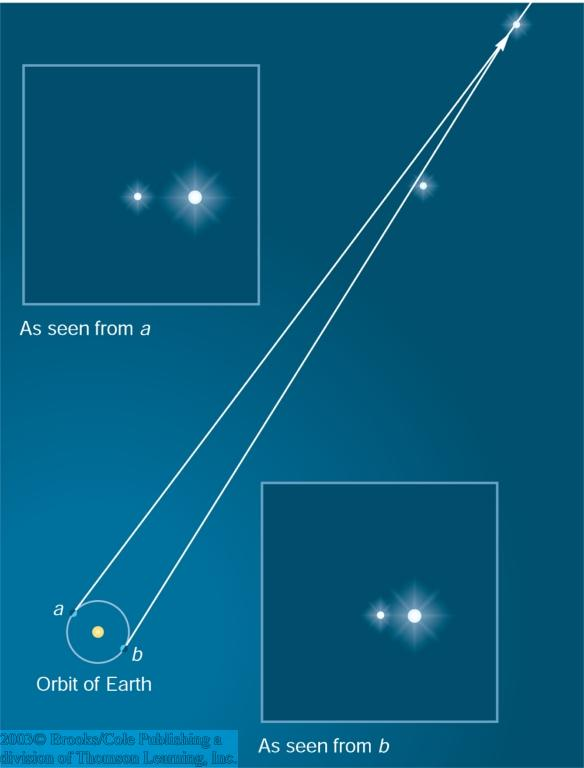 As seen from a
a
b
Orbit of Earth
2003© Brooks/Cole Publishing a
division of Thomson Learning, Inc.
As seen from b